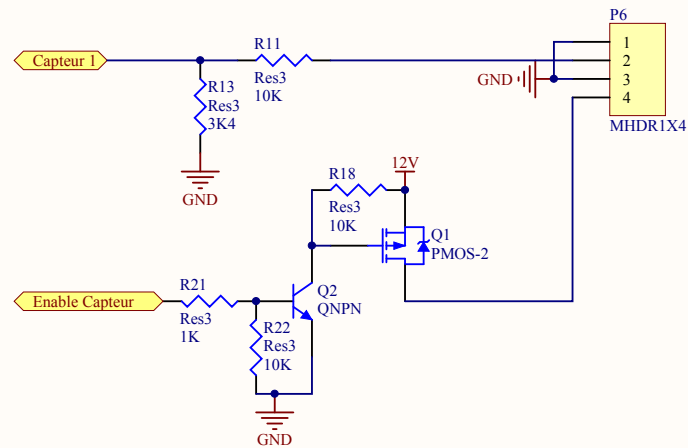 P6
Capteur 1
R11
Res3
10K
1
2
3
4
GND
MHDR1X4
R13
Res3
3K4
GND
12V
R18
Res3
10K
Q1
PMOS-2
Enable Capteur
R21
Res3
1K
Q2
QNPN
R22
Res3
10K
GND